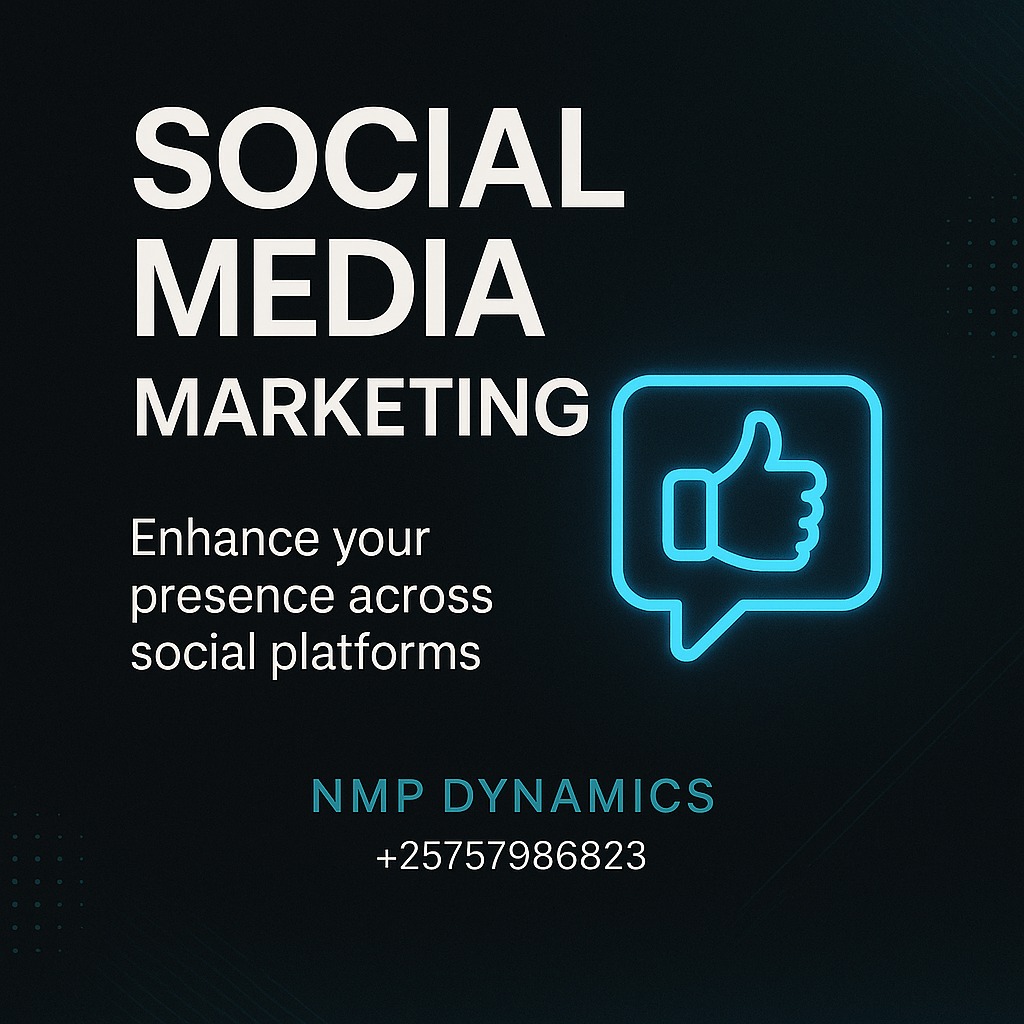 SOCIAL
MEDIA
MARKETING
Enhance your
presence across
social platforms
NMP DYNAMICS
+25757986823